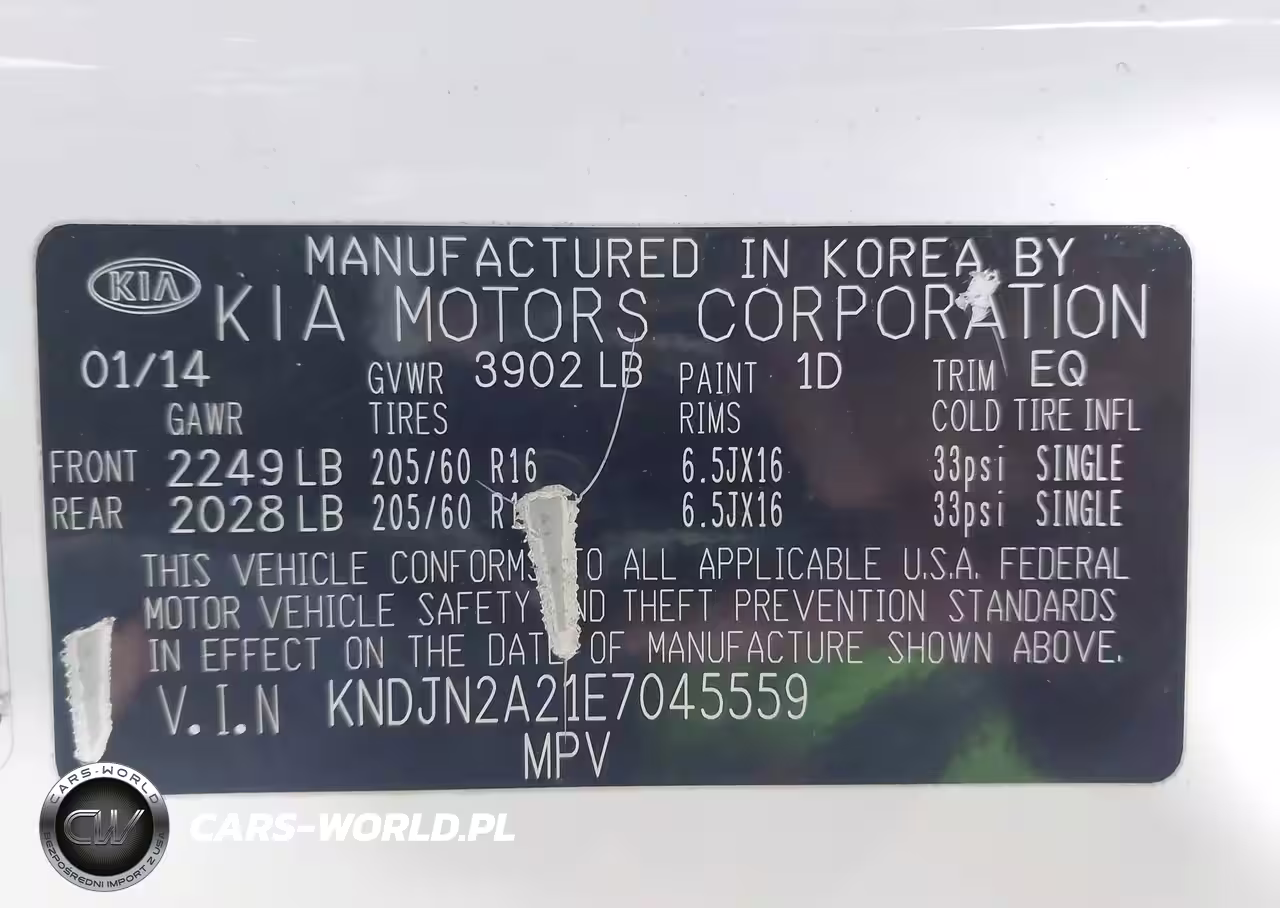 MANUFACTURED IN KOREA BY
KIA KIA MOTORS CORPORATION
01/14 GVWR 3902 LB PAINT 1D TRIM EQ
GAWR TIRES RIMS COLD TIRE INFL
FRONT 2249 LB 205/60 R16 6.5JX16 33psi SINGLE
REAR 2028 LB 205/60 6.5JX16 33psi SINGLE
THIS VEHICLE CONFORMS TO ALL APPLICABLE U.S.A. FEDERAL
MOTOR VEHICLE SAFETY AND THEFT PREVENTION STANDARDS
IN EFFECT ON THE DATE OF MANUFACTURE SHOWN ABOVE.
V.I.N KNDJN2A21E7045559
MPV
CARS-WORLD
CW
BEZPOŚREDNI IMPORT Z USA
CARS-WORLD.PL